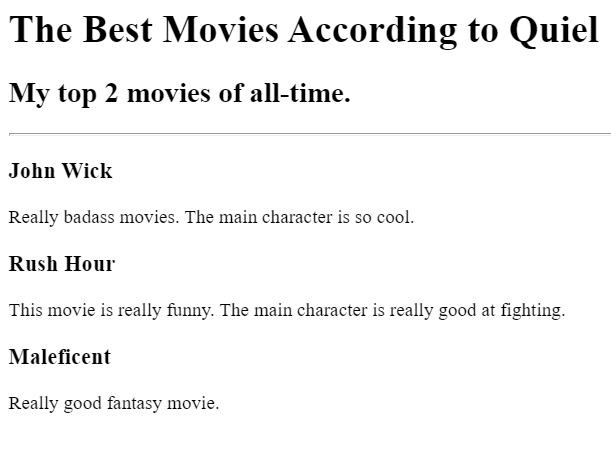 The Best Movies According to Quiel
My top 2 movies of all-time.
John Wick
Really badass movies. The main character is so cool.
Rush Hour
This movie is really funny. The main character is really good at fighting.
Maleficent
Really good fantasy movie.